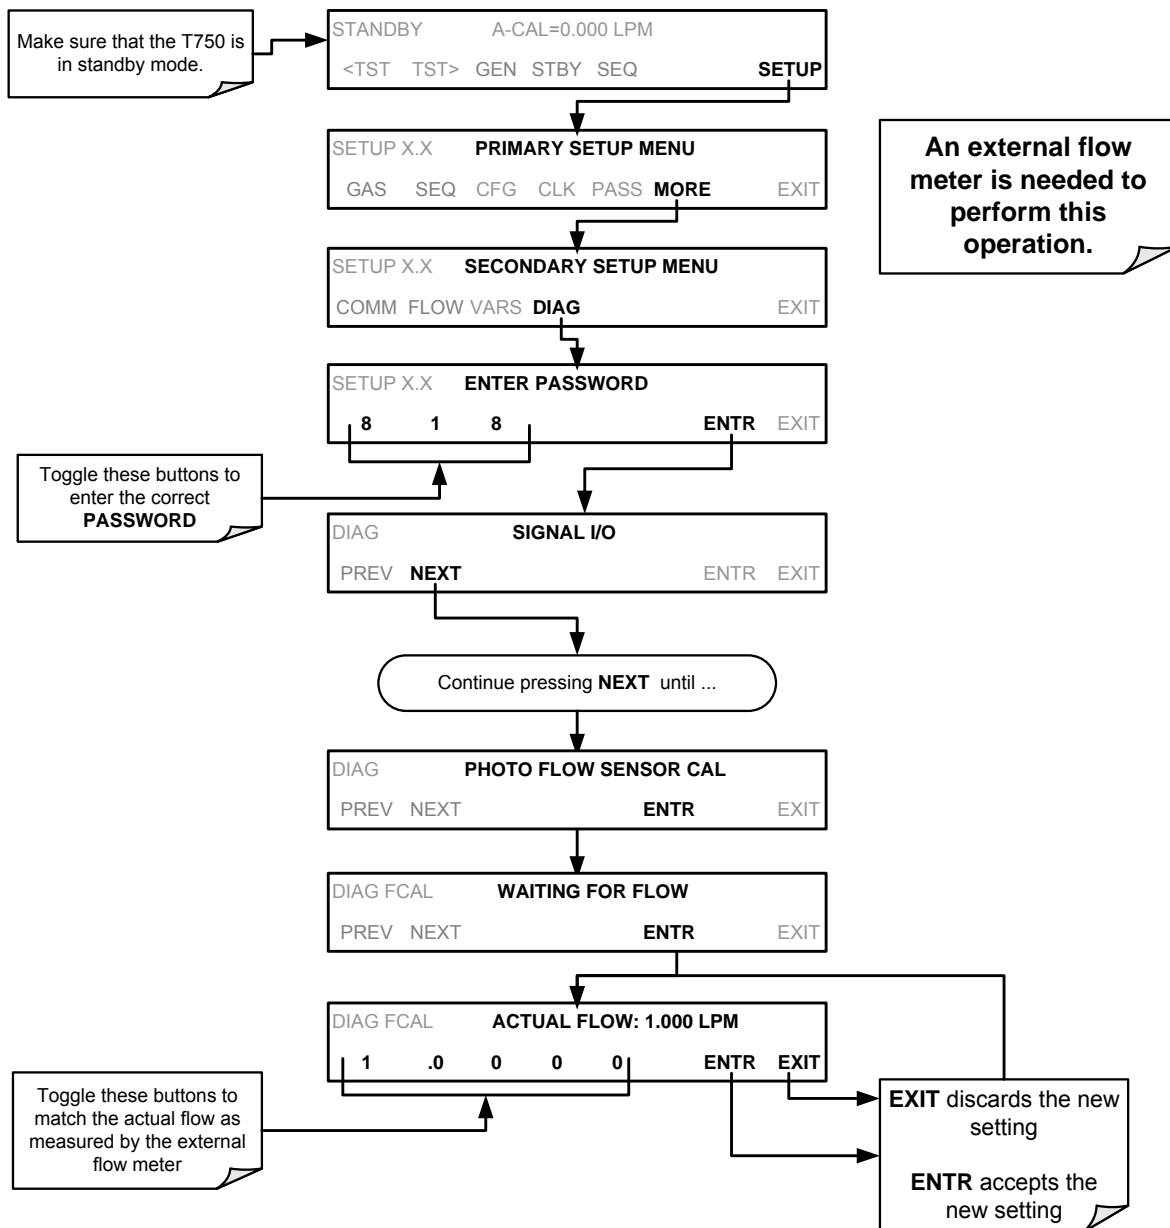 Make sure that the T750 is
in standby mode.
STANDBY A-CAL=0.000 LPM
<TST TST> GEN STBY SEQ SETUP
SETUP X.X PRIMARY SETUP MENU
GAS SEQ CFG CLK PASS MORE EXIT
An external flow
meter is needed to
perform this
operation.
SETUP X.X SECONDARY SETUP MENU
COMM FLOW VARS DIAG EXIT
SETUP X.X ENTER PASSWORD
8 1 8 ENTR EXIT
Toggle these buttons to
enter the correct
PASSWORD
DIAG SIGNAL I/O
PREV NEXT ENTR EXIT
Continue pressing NEXT until ...
DIAG PHOTO FLOW SENSOR CAL
PREV NEXT ENTR EXIT
DIAG FCAL WAITING FOR FLOW
PREV NEXT ENTR EXIT
DIAG FCAL ACTUAL FLOW: 1.000 LPM
1 .0 0 0 0 ENTR EXIT
Toggle these buttons to
match the actual flow as
measured by the external
flow meter
EXIT discards the new
setting
ENTR accepts the
new setting